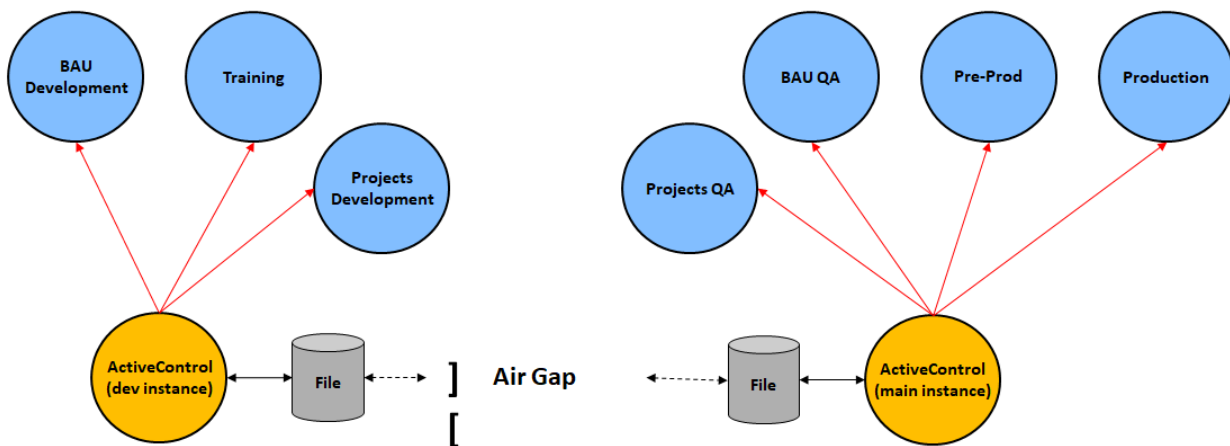 BAU
Development
Training
Projects
Development
BAU QA
Pre-Prod
Production
Projects QA
ActiveControl
(dev instance)
File
] Air Gap
[
File
ActiveControl
(main instance)